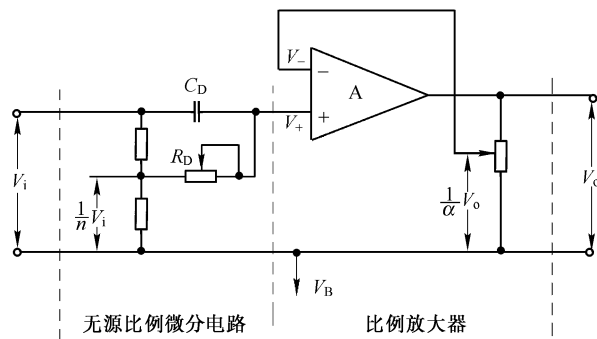 C_D
V_−
−
A
+
V_+
R_D
V_i
1/n V_i
1/α V_o
V_o
V_B
无源比例微分电路
比例放大器